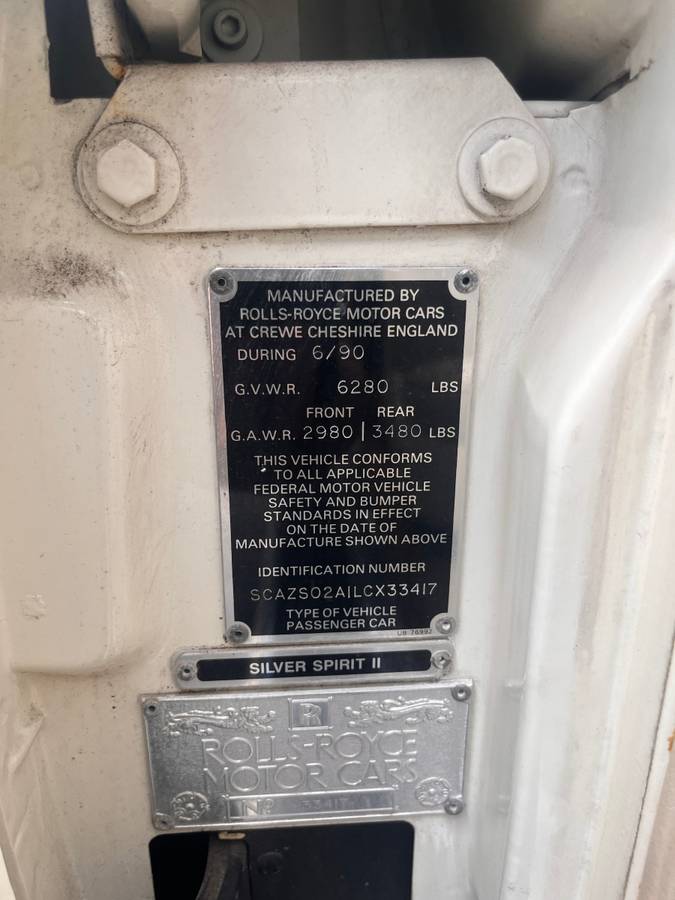 MANUFACTURED BY
ROLLS-ROYCE MOTOR CARS
AT CREWE CHESHIRE ENGLAND
DURING 6/90
G.V.W.R. 6280 LBS
FRONT REAR
G.A.W.R. 2980 | 3480 LBS
THIS VEHICLE CONFORMS
TO ALL APPLICABLE
FEDERAL MOTOR VEHICLE
SAFETY AND BUMPER
STANDARDS IN EFFECT
ON THE DATE OF
MANUFACTURE SHOWN ABOVE
IDENTIFICATION NUMBER
SCAZS02A1LCX33417
TYPE OF VEHICLE
PASSENGER CAR
SILVER SPIRIT II
ROLLS-ROYCE
MOTOR CARS
Nº 33417